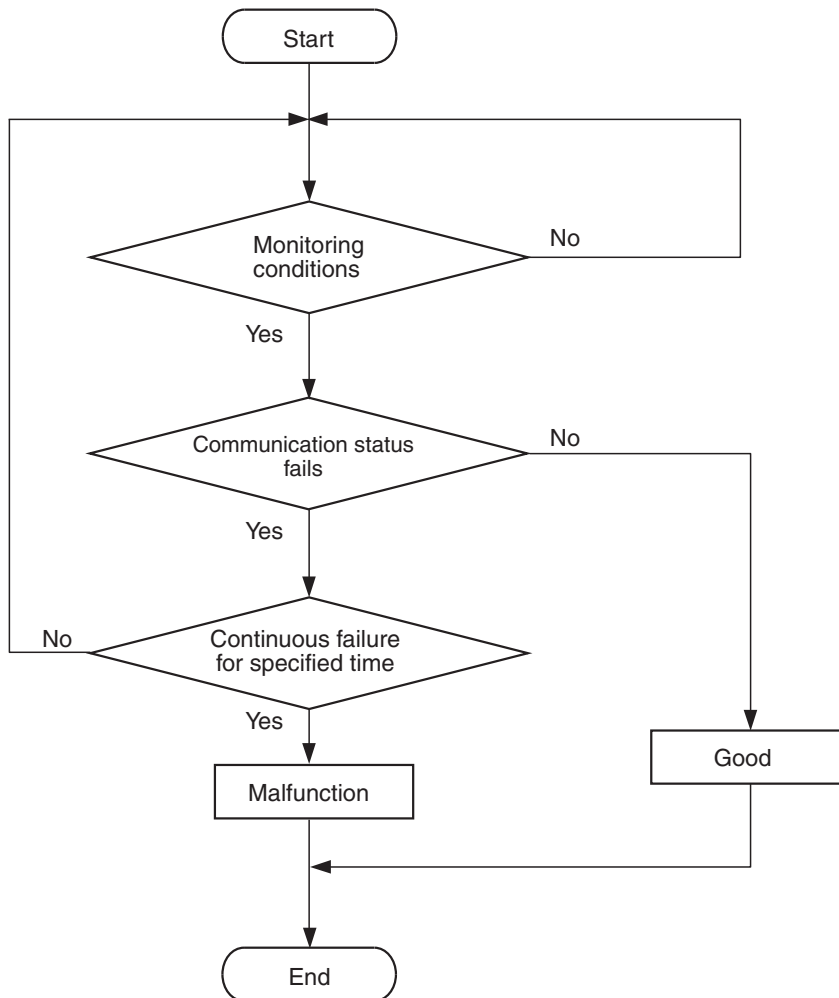 Start
Monitoring
conditions
No
Yes
Communication status
fails
No
Yes
Continuous failure
for specified time
No
Yes
Malfunction
Good
End